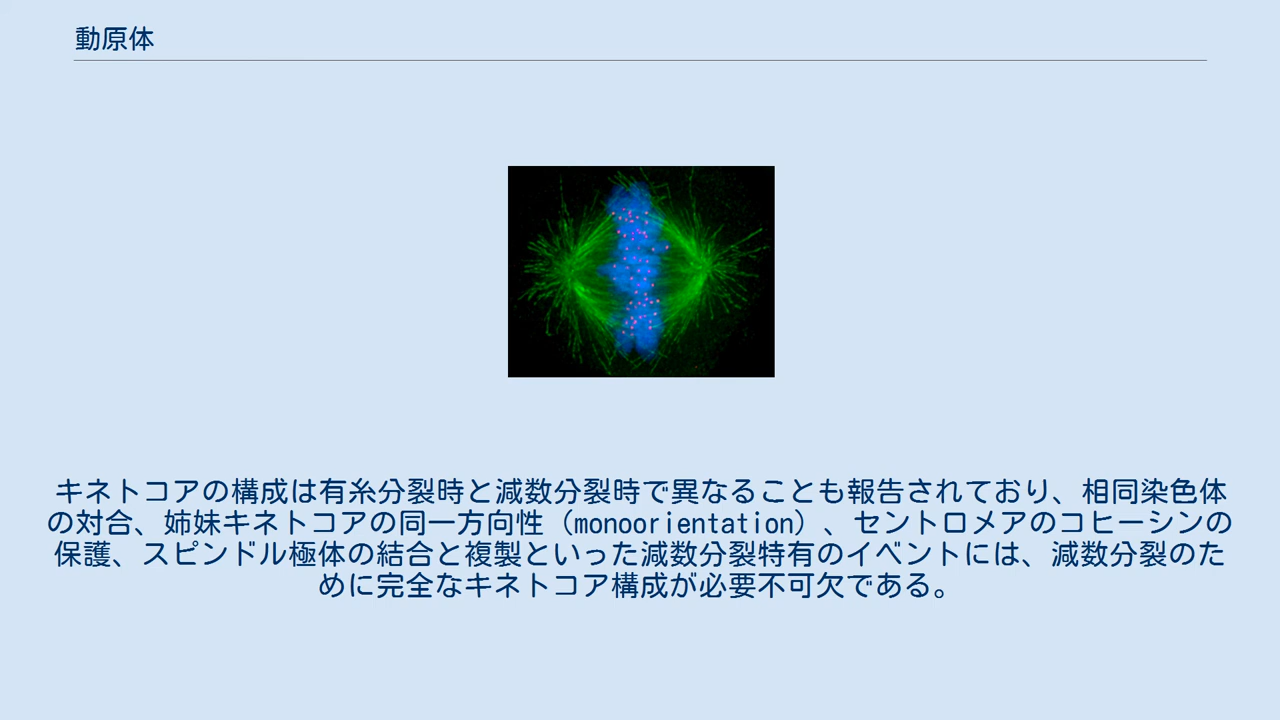 動原体
キネトコアの構成は有糸分裂時と減数分裂時で異なることも報告されており、相同染色体
の対合、姉妹キネトコアの同一方向性（monoorientation）、セントロメアのコヒーシンの
保護、スピンドル極体の結合と複製といった減数分裂特有のイベントには、減数分裂のた
めに完全なキネトコア構成が必要不可欠である。